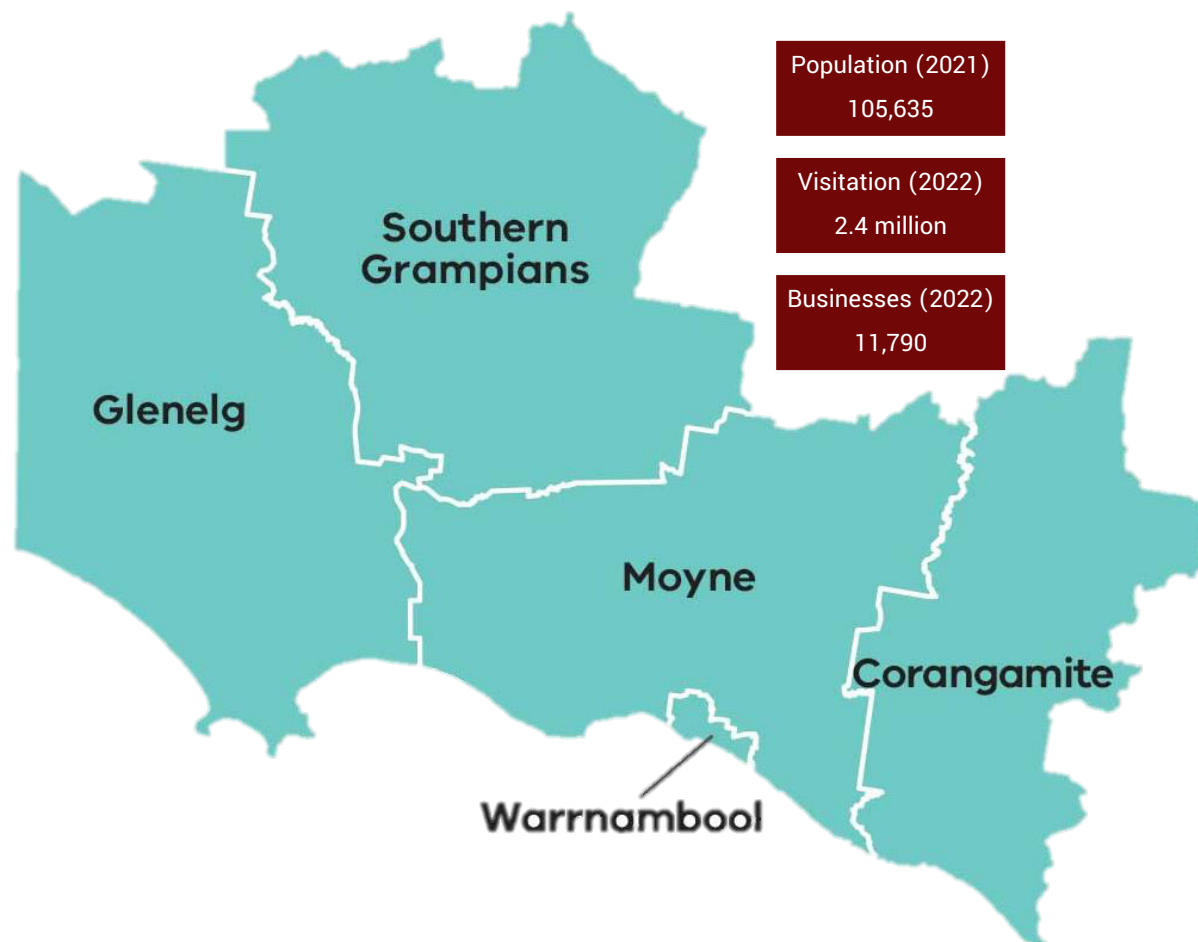 Population (2021)
105,635
Visitation (2022)
2.4 million
Businesses (2022)
11,790
Southern
Grampians
Glenelg
Moyne
Corangamite
Warrnambool